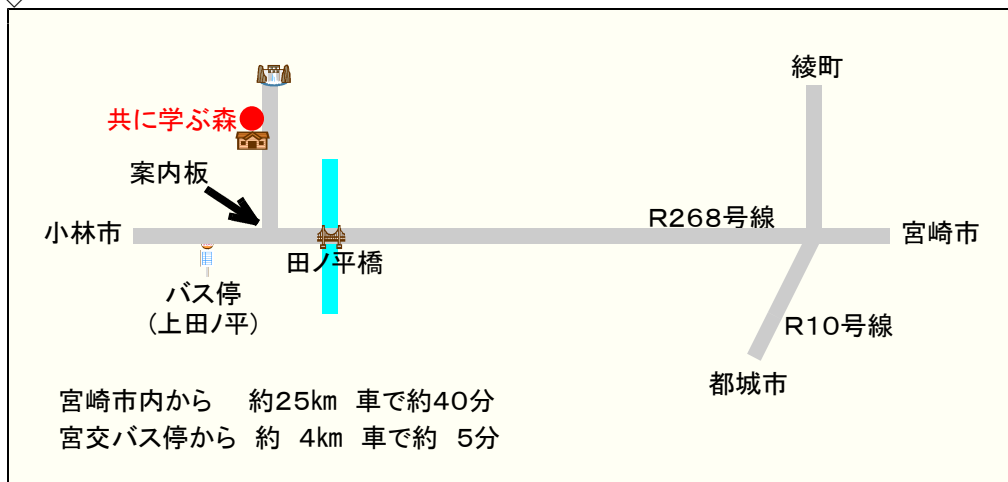 綾町
共に学ぶ森
案内板
R268号線
小林市
宮崎市
田ノ平橋
バス停
(上田ノ平)
R10号線
都城市
宮崎市内から 約25㎞ 車で約40分
宮交バス停から 約 4㎞ 車で約 5分